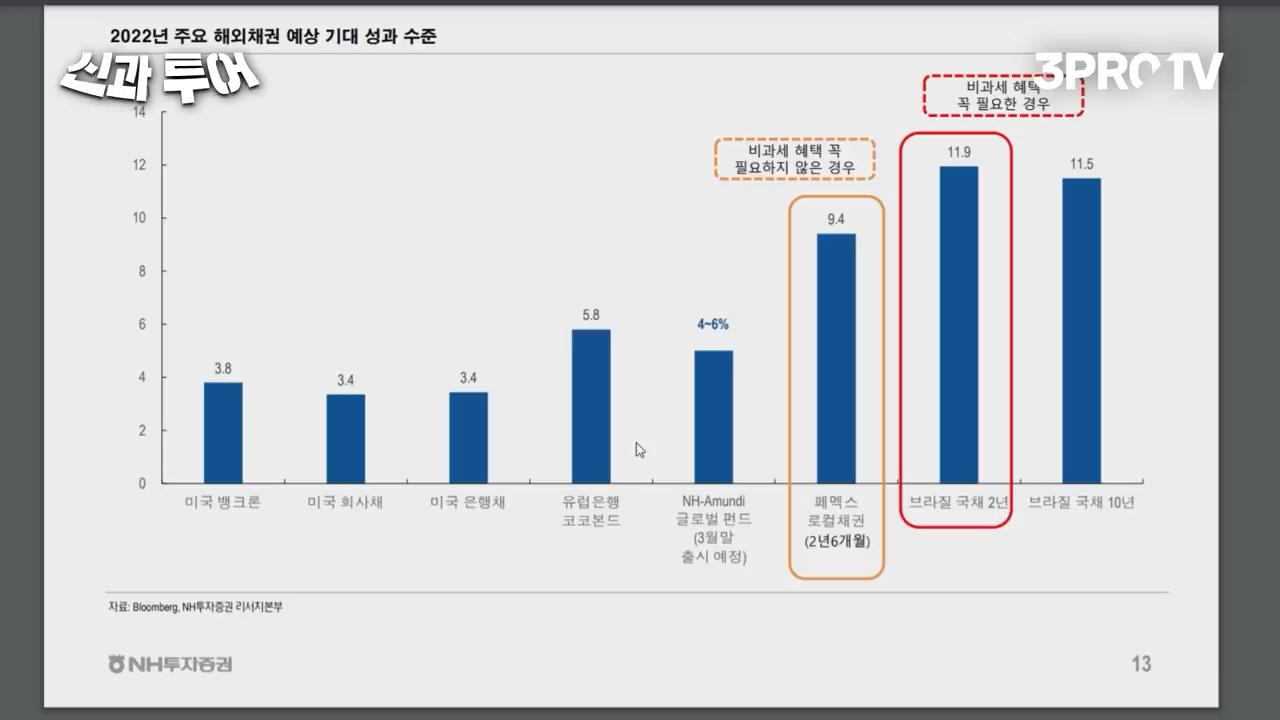 2022년 주요 해외채권 예상 기대 성과 수준
신과 투어
3PROTV
비과세 혜택
꼭 필요한 경우
비과세 혜택 꼭
필요하지 않은 경우
14
12
10
8
6
4
2
0
3.8
3.4
3.4
5.8
4~6%
9.4
11.9
11.5
미국 뱅크론
미국 회사채
미국 은행채
유럽은행
코코본드
NH-Amundi
글로벌 펀드
(3월말
출시 예정)
페멕스
로컬채권
(2년6개월)
브라질 국채 2년
브라질 국채 10년
자료: Bloomberg, NH투자증권 리서치본부
NH투자증권
13